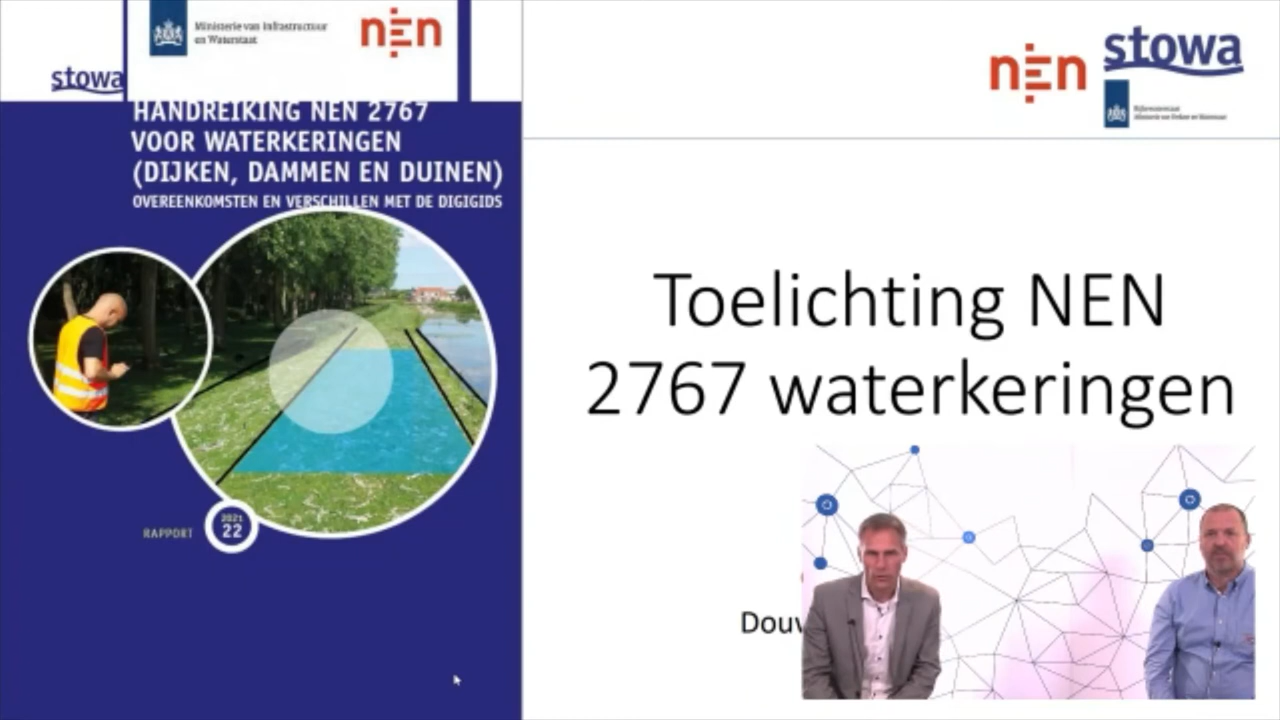 Ministerie van Infrastructuur
en Waterstaat
nen
stowa
HANDREIKING NEN 2767
VOOR WATERKERINGEN
(DIJKEN, DAMMEN EN DUINEN)
OVEREENKOMSTEN EN VERSCHILLEN MET DE DIGIGIDS
RAPPORT
2021
22
nen
stowa
Toelichting NEN
2767 waterkeringen